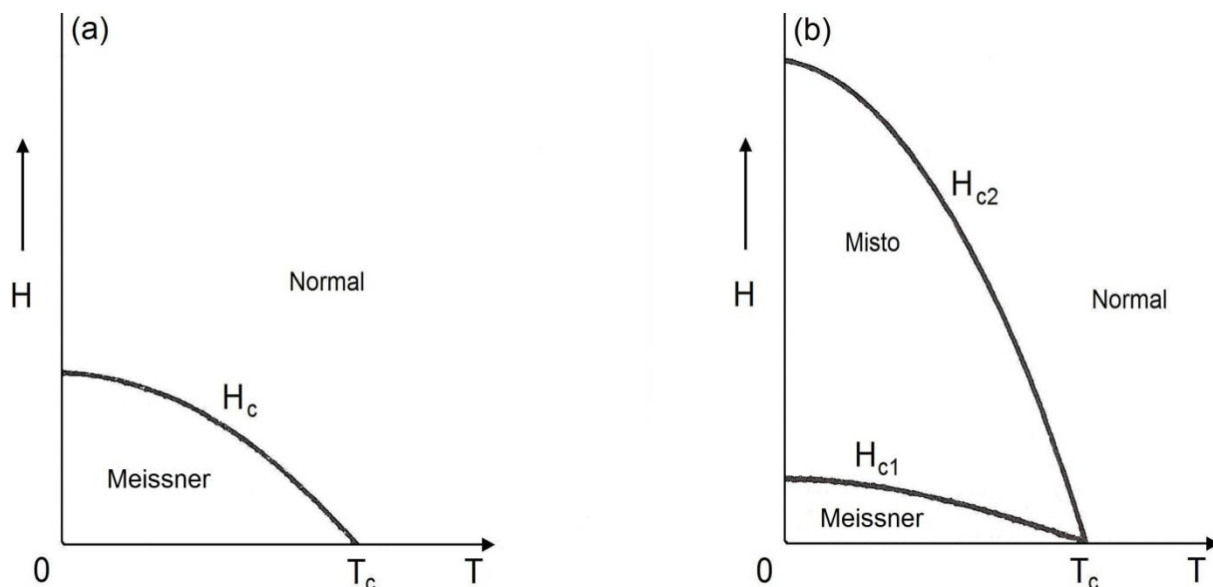 (a)
H
Normal
H_c
Meissner
0
T_c
T
(b)
H
H_c2
Misto
Normal
H_c1
Meissner
0
T_c
T